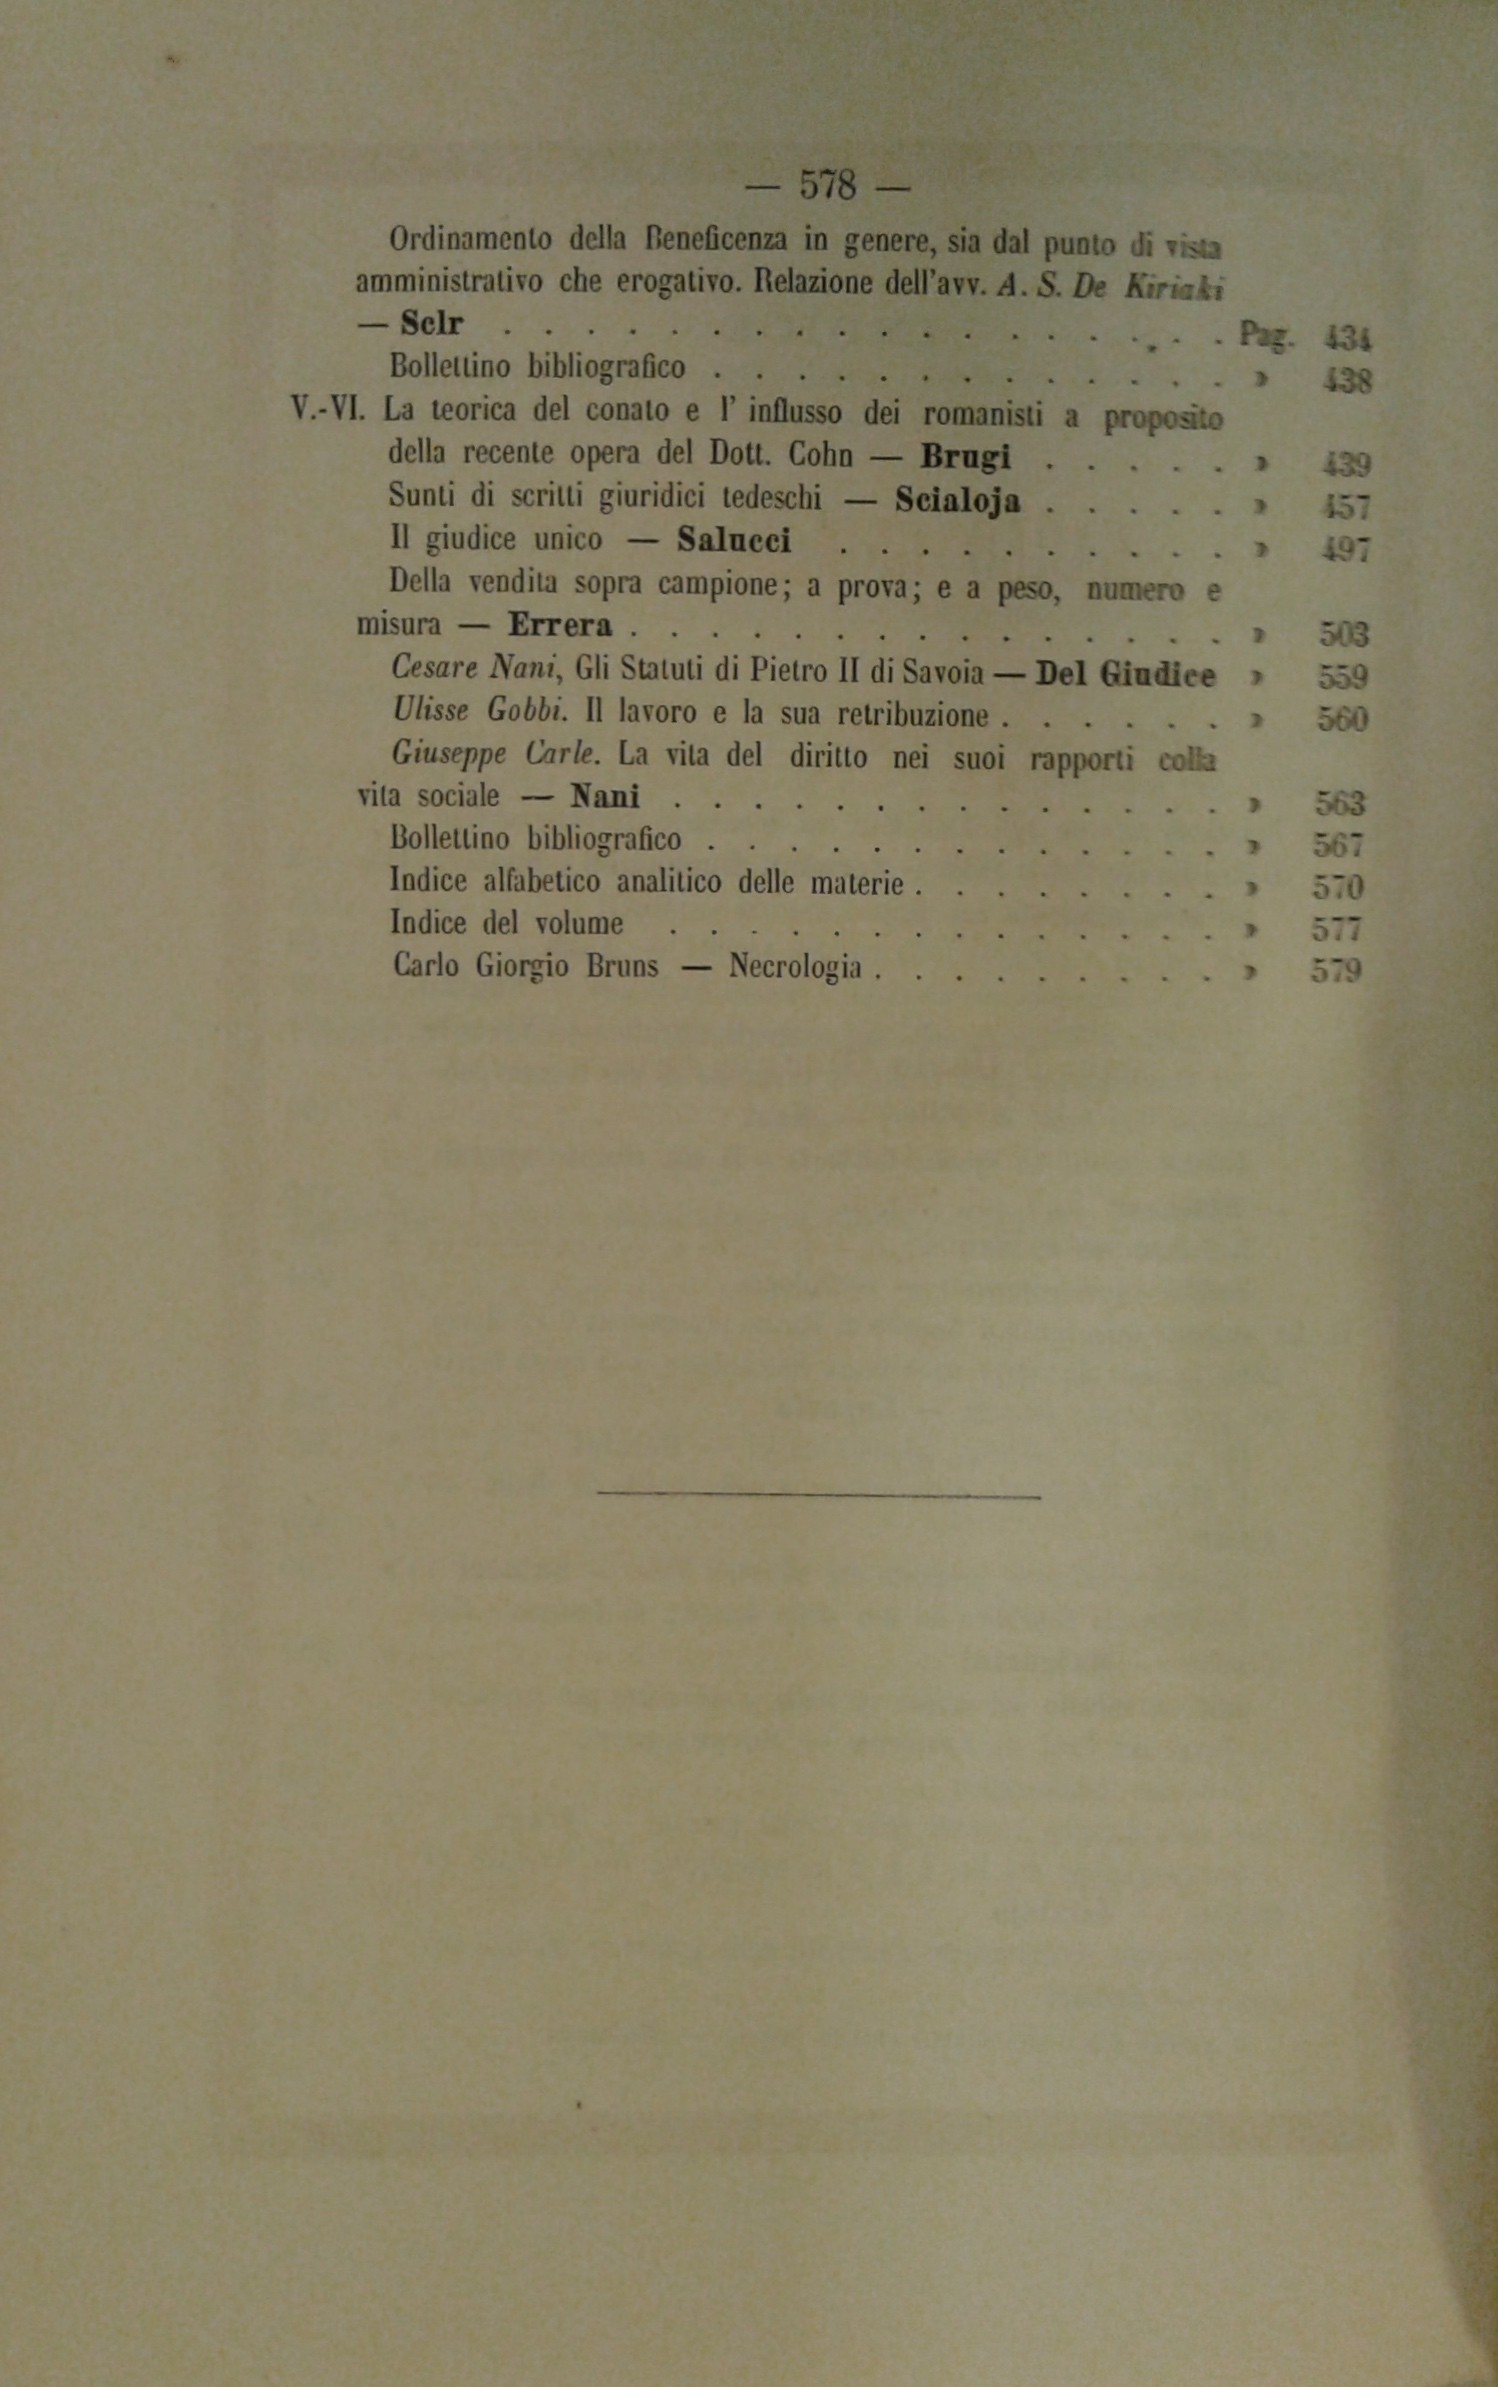 — 578 —
Ordinamento della Beneficenza in genere, sia dal punto di vista
amministrativo che erogativo. Relazione dell'avv. A. S. De Kiriaki
— Sclr . . . . . . . . . . . . . . . . . . Pag. 434
Bollettino bibliografico . . . . . . . . . . . . . » 438
V.-VI. La teorica del conato e l' influsso dei romanisti a proposito
della recente opera del Dott. Cohn — Brugi . . . . . » 439
Sunti di scritti giuridici tedeschi — Scialoja . . . . . » 457
Il giudice unico — Salucci . . . . . . . . . . » 497
Della vendita sopra campione; a prova; e a peso, numero e
misura — Errera . . . . . . . . . . . . . . . » 503
Cesare Nani, Gli Statuti di Pietro II di Savoia — Del Giudice » 559
Ulisse Gobbi. Il lavoro e la sua retribuzione . . . . . . » 560
Giuseppe Carle. La vita del diritto nei suoi rapporti colla
vita sociale — Nani . . . . . . . . . . . . . . » 563
Bollettino bibliografico . . . . . . . . . . . . . » 567
Indice alfabetico analitico delle materie . . . . . . . . » 570
Indice del volume . . . . . . . . . . . . . . » 577
Carlo Giorgio Bruns — Necrologia . . . . . . . . . » 579